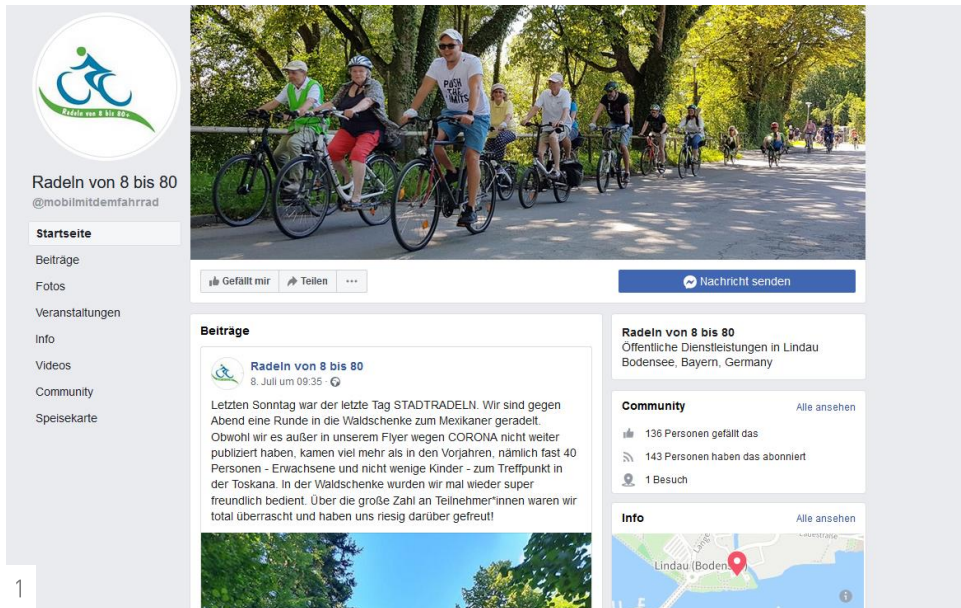 Radeln von 8 bis 80+
PUSH
THE
LIMITS
Radeln von 8 bis 80
@mobilmitdemfahrrad
Startseite
Beiträge
Fotos
Veranstaltungen
Info
Videos
Community
Speisekarte
Gefällt mir
Teilen
Nachricht senden
Beiträge
Radeln von 8 bis 80
8. Juli um 09:35 ·
Letzten Sonntag war der letzte Tag STADTRADELN. Wir sind gegen
Abend eine Runde in die Waldschenke zum Mexikaner geradelt.
Obwohl wir es außer in unserem Flyer wegen CORONA nicht weiter
publiziert haben, kamen viel mehr als in den Vorjahren, nämlich fast 40
Personen - Erwachsene und nicht wenige Kinder - zum Treffpunkt in
der Toskana. In der Waldschenke wurden wir mal wieder super
freundlich bedient. Über die große Zahl an Teilnehmer*innen waren wir
total überrascht und haben uns riesig darüber gefreut!
Radeln von 8 bis 80
Öffentliche Dienstleistungen in Lindau
Bodensee, Bayern, Germany
Community
Alle ansehen
136 Personen gefällt das
143 Personen haben das abonniert
1 Besuch
Info
Alle ansehen
Lindau (Boden
1